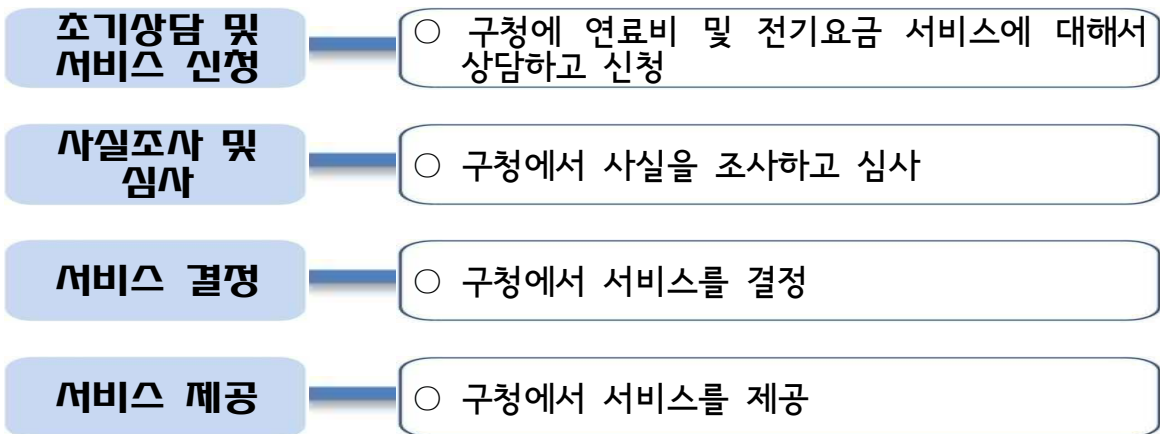 초기상담 및
서비스 신청
○ 구청에 연료비 및 전기요금 서비스에 대해서
상담하고 신청
사실조사 및
심사
○ 구청에서 사실을 조사하고 심사
서비스 결정
○ 구청에서 서비스를 결정
서비스 제공
○ 구청에서 서비스를 제공